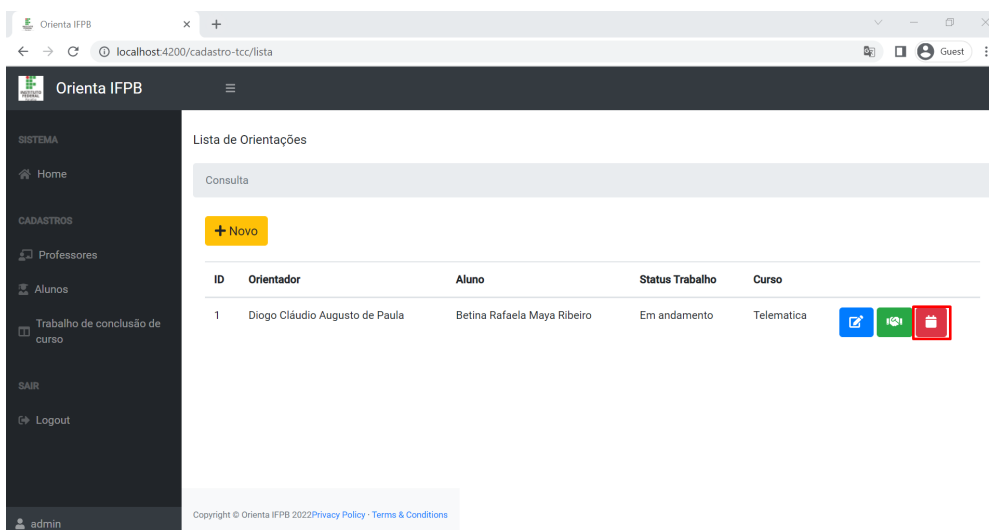 Orienta IFPB
localhost:4200/cadastro-tcc/lista
Guest
Orienta IFPB
SISTEMA
Home
CADASTROS
Professores
Alunos
Trabalho de conclusão de
curso
SAIR
Logout
admin
Lista de Orientações
Consulta
Novo
ID Orientador Aluno Status Trabalho Curso
1 Diogo Cláudio Augusto de Paula Betina Rafaela Maya Ribeiro Em andamento Telematica
Copyright © Orienta IFPB 2022Privacy Policy · Terms & Conditions